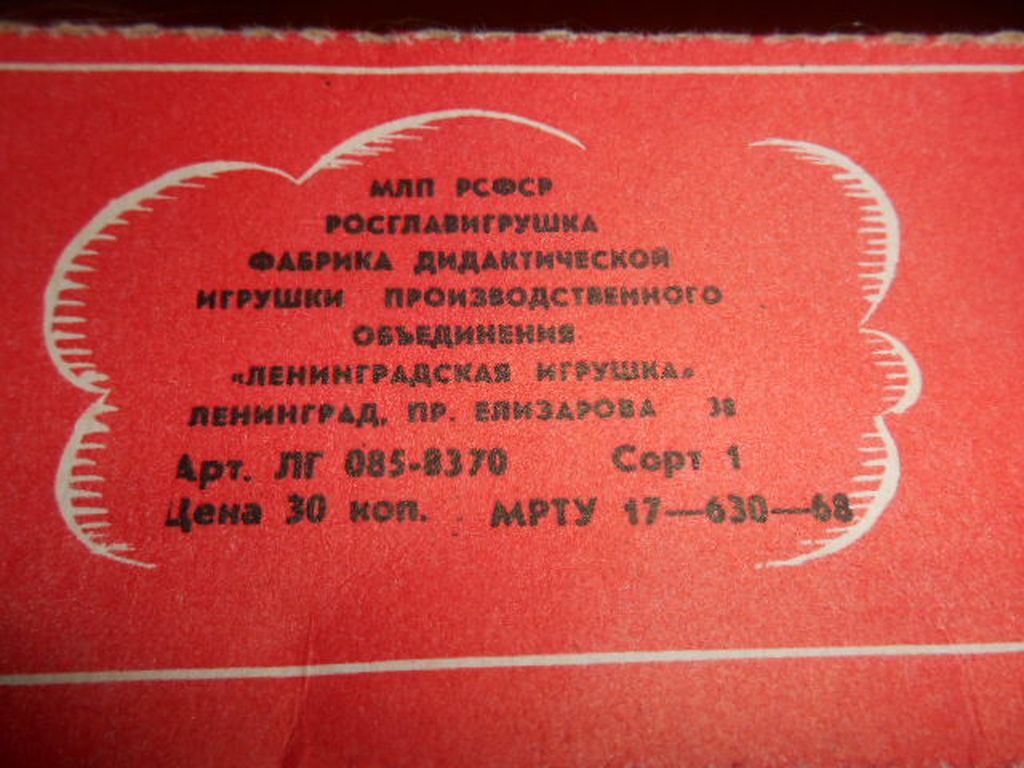 МЛП РСФСР
РОСГЛАВИГРУШКА
ФАБРИКА ДИДАКТИЧЕСКОЙ
ИГРУШКИ ПРОИЗВОДСТВЕННОГО
ОБЪЕДИНЕНИЯ
«ЛЕНИНГРАДСКАЯ ИГРУШКА»
ЛЕНИНГРАД, ПР. ЕЛИЗАРОВА 38
Арт. ЛГ 085-8370 Сорт 1
Цена 30 коп. МРТУ 17—630—68